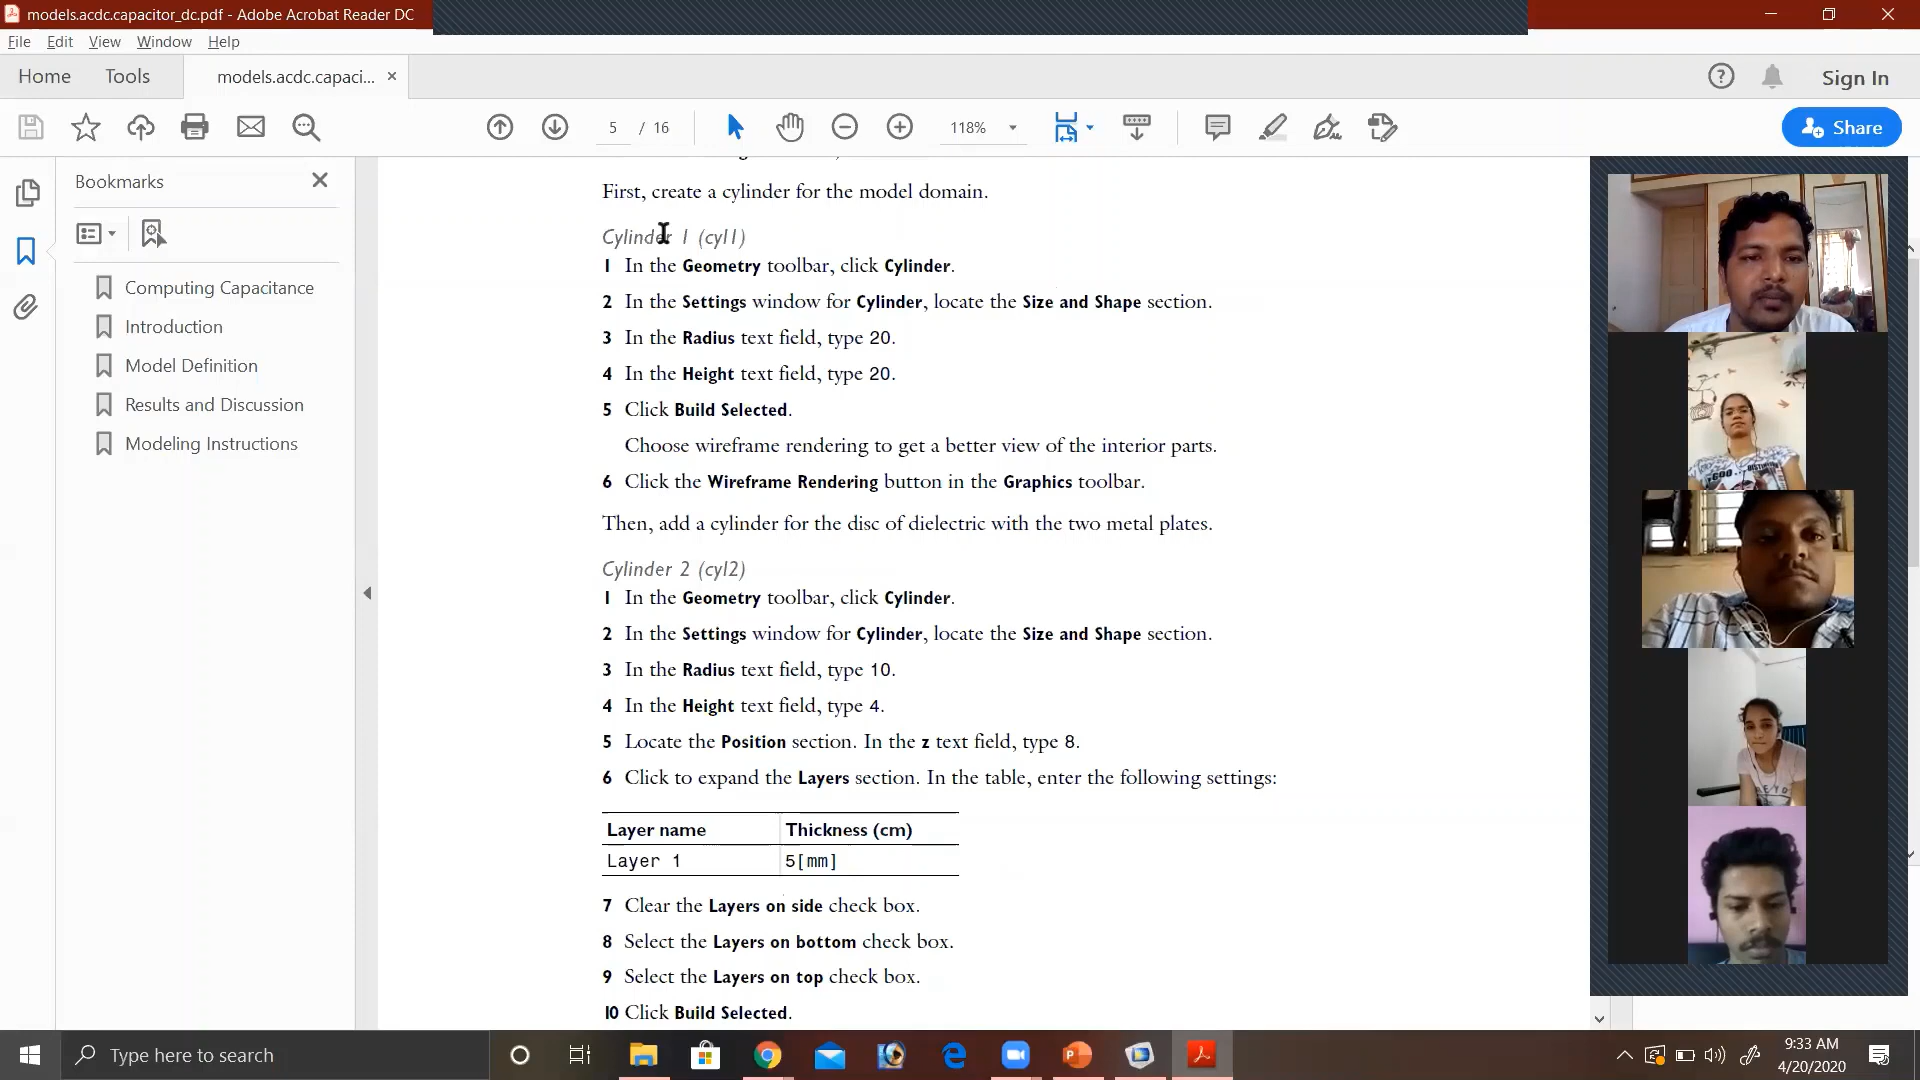 models.acdc.capacitor_dc.pdf - Adobe Acrobat Reader DC
File Edit View Window Help
Home Tools models.acdc.capaci... Sign In
5 / 16 118% Share
Bookmarks
Computing Capacitance
Introduction
Model Definition
Results and Discussion
Modeling Instructions
First, create a cylinder for the model domain.
Cylinder 1 (cyl1)
1 In the Geometry toolbar, click Cylinder.
2 In the Settings window for Cylinder, locate the Size and Shape section.
3 In the Radius text field, type 20.
4 In the Height text field, type 20.
5 Click Build Selected.
Choose wireframe rendering to get a better view of the interior parts.
6 Click the Wireframe Rendering button in the Graphics toolbar.
Then, add a cylinder for the disc of dielectric with the two metal plates.
Cylinder 2 (cyl2)
1 In the Geometry toolbar, click Cylinder.
2 In the Settings window for Cylinder, locate the Size and Shape section.
3 In the Radius text field, type 10.
4 In the Height text field, type 4.
5 Locate the Position section. In the z text field, type 8.
6 Click to expand the Layers section. In the table, enter the following settings:
Layer name Thickness (cm)
Layer 1 5[mm]
7 Clear the Layers on side check box.
8 Select the Layers on bottom check box.
9 Select the Layers on top check box.
10 Click Build Selected.
Type here to search
9:33 AM
4/20/2020